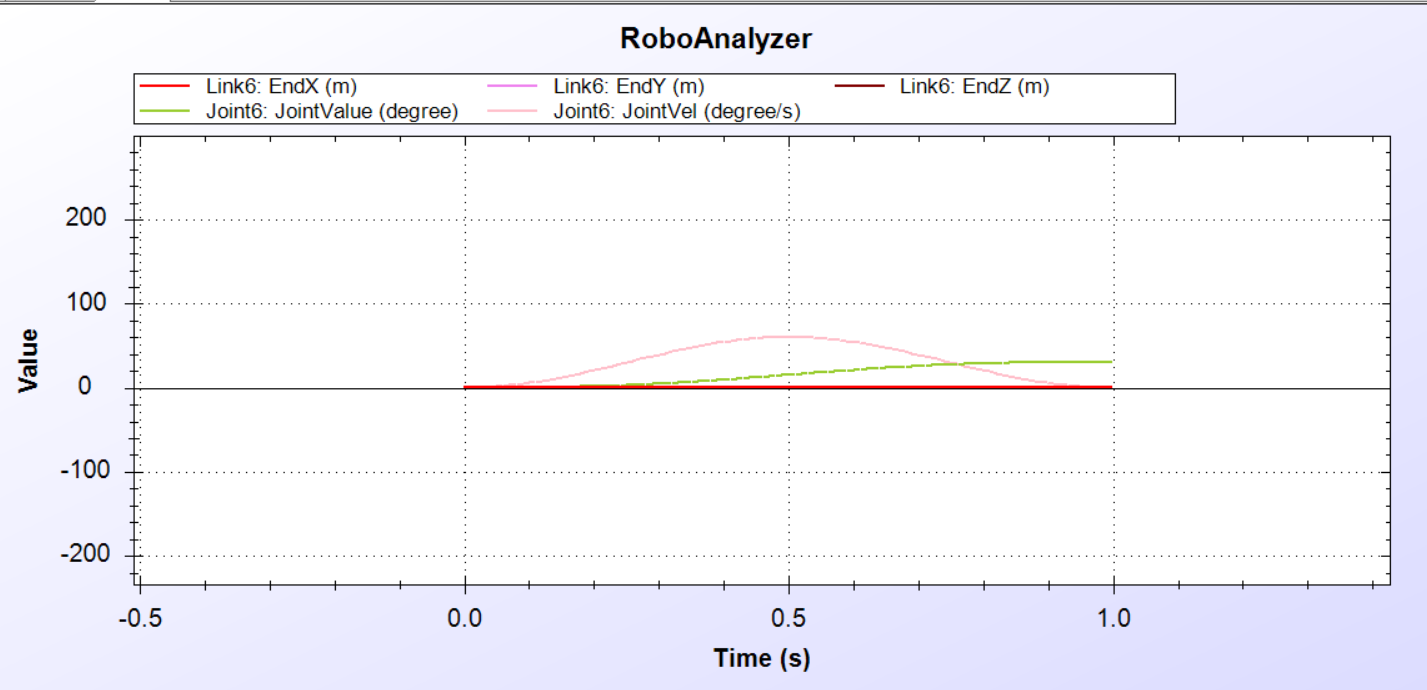 RoboAnalyzer
Link6: EndX (m) Link6: EndY (m) Link6: EndZ (m)
Joint6: JointValue (degree) Joint6: JointVel (degree/s)
200
100
0
-100
-200
Value
-0.5 0.0 0.5 1.0
Time (s)